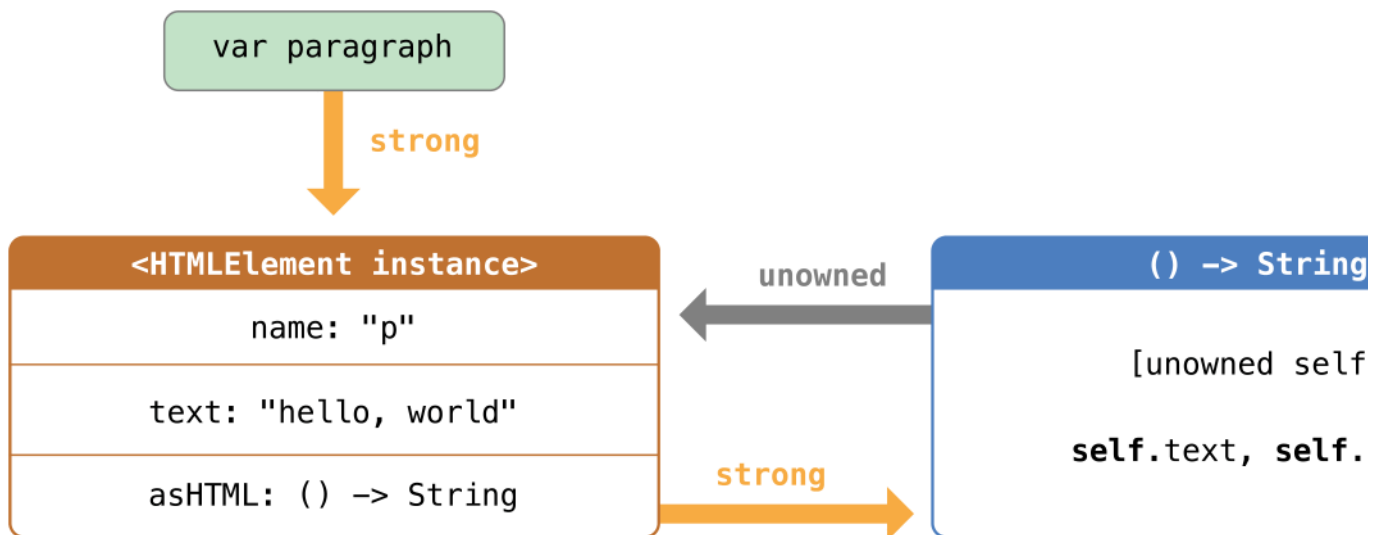 var paragraph
strong
<HTMLElement instance>
() -> String
unowned
name: "p"
[unowned self
text: "hello, world"
self.text, self.
strong
asHTML: () -> String